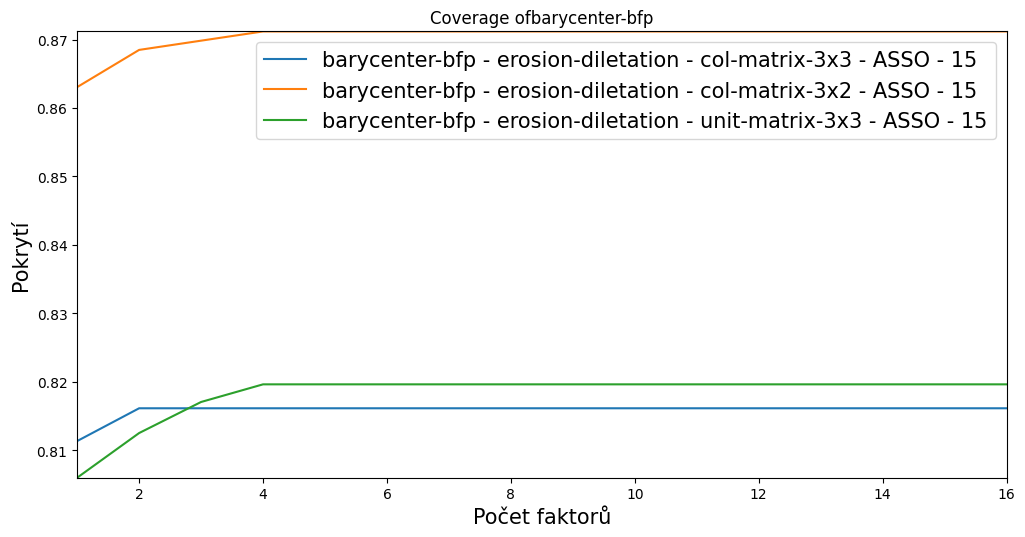 Coverage ofbarycenter-bfp
barycenter-bfp - erosion-diletation - col-matrix-3x3 - ASSO - 15
barycenter-bfp - erosion-diletation - col-matrix-3x2 - ASSO - 15
barycenter-bfp - erosion-diletation - unit-matrix-3x3 - ASSO - 15
Pokrytí
0.87
0.86
0.85
0.84
0.83
0.82
0.81
2 4 6 8 10 12 14 16
Počet faktorů